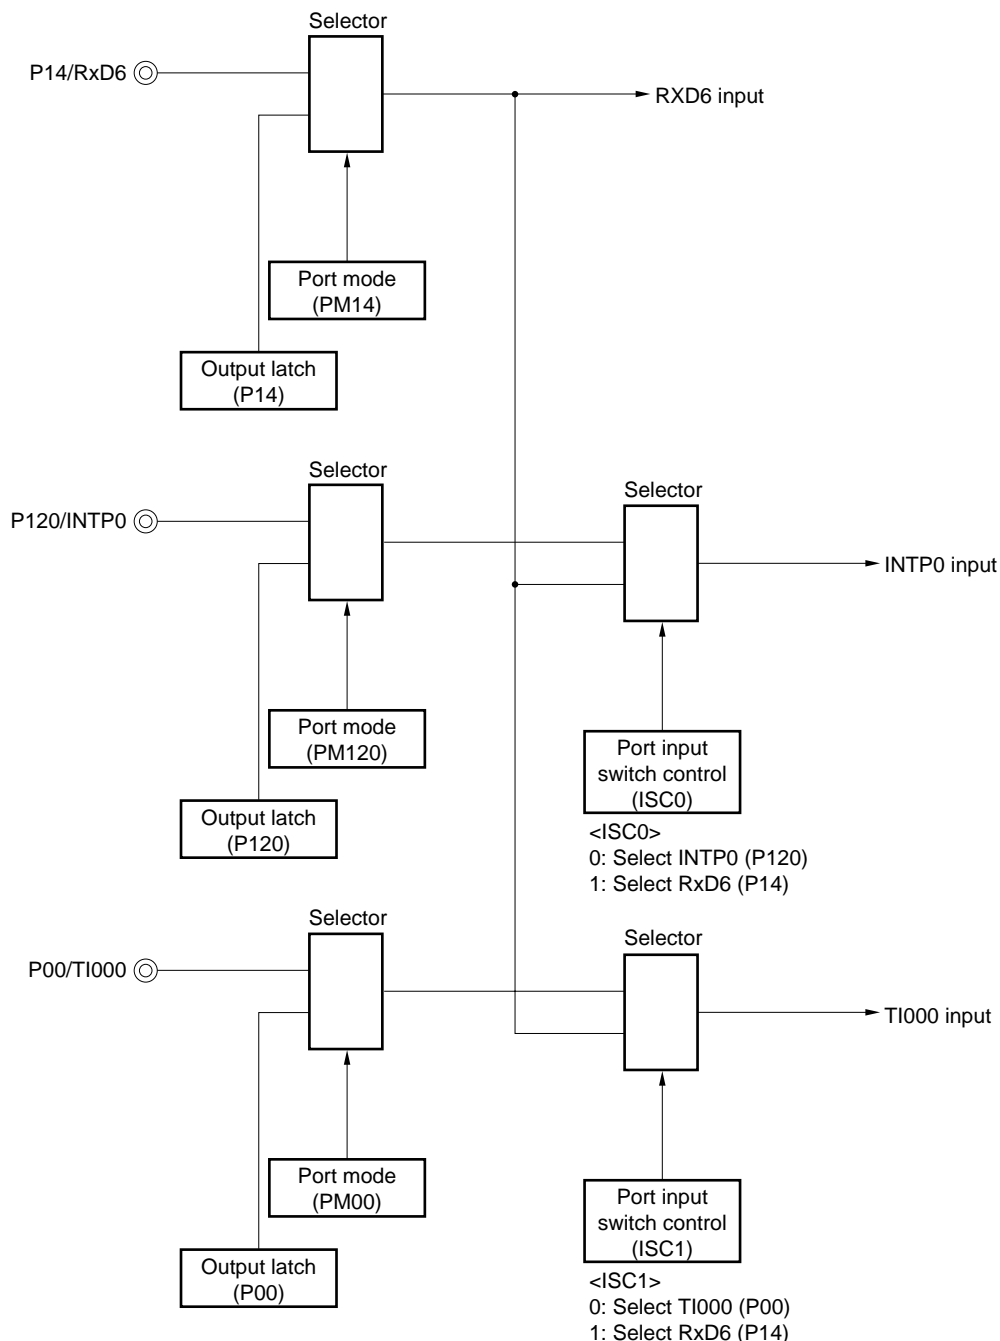 Selector
P14/RxD6
RXD6 input
Port mode
(PM14)
Output latch
(P14)
Selector
P120/INTP0
Selector
INTP0 input
Port mode
(PM120)
Output latch
(P120)
Port input
switch control
(ISC0)
<ISC0>
0: Select INTP0 (P120)
1: Select RxD6 (P14)
Selector
P00/TI000
Selector
TI000 input
Port mode
(PM00)
Output latch
(P00)
Port input
switch control
(ISC1)
<ISC1>
0: Select TI000 (P00)
1: Select RxD6 (P14)